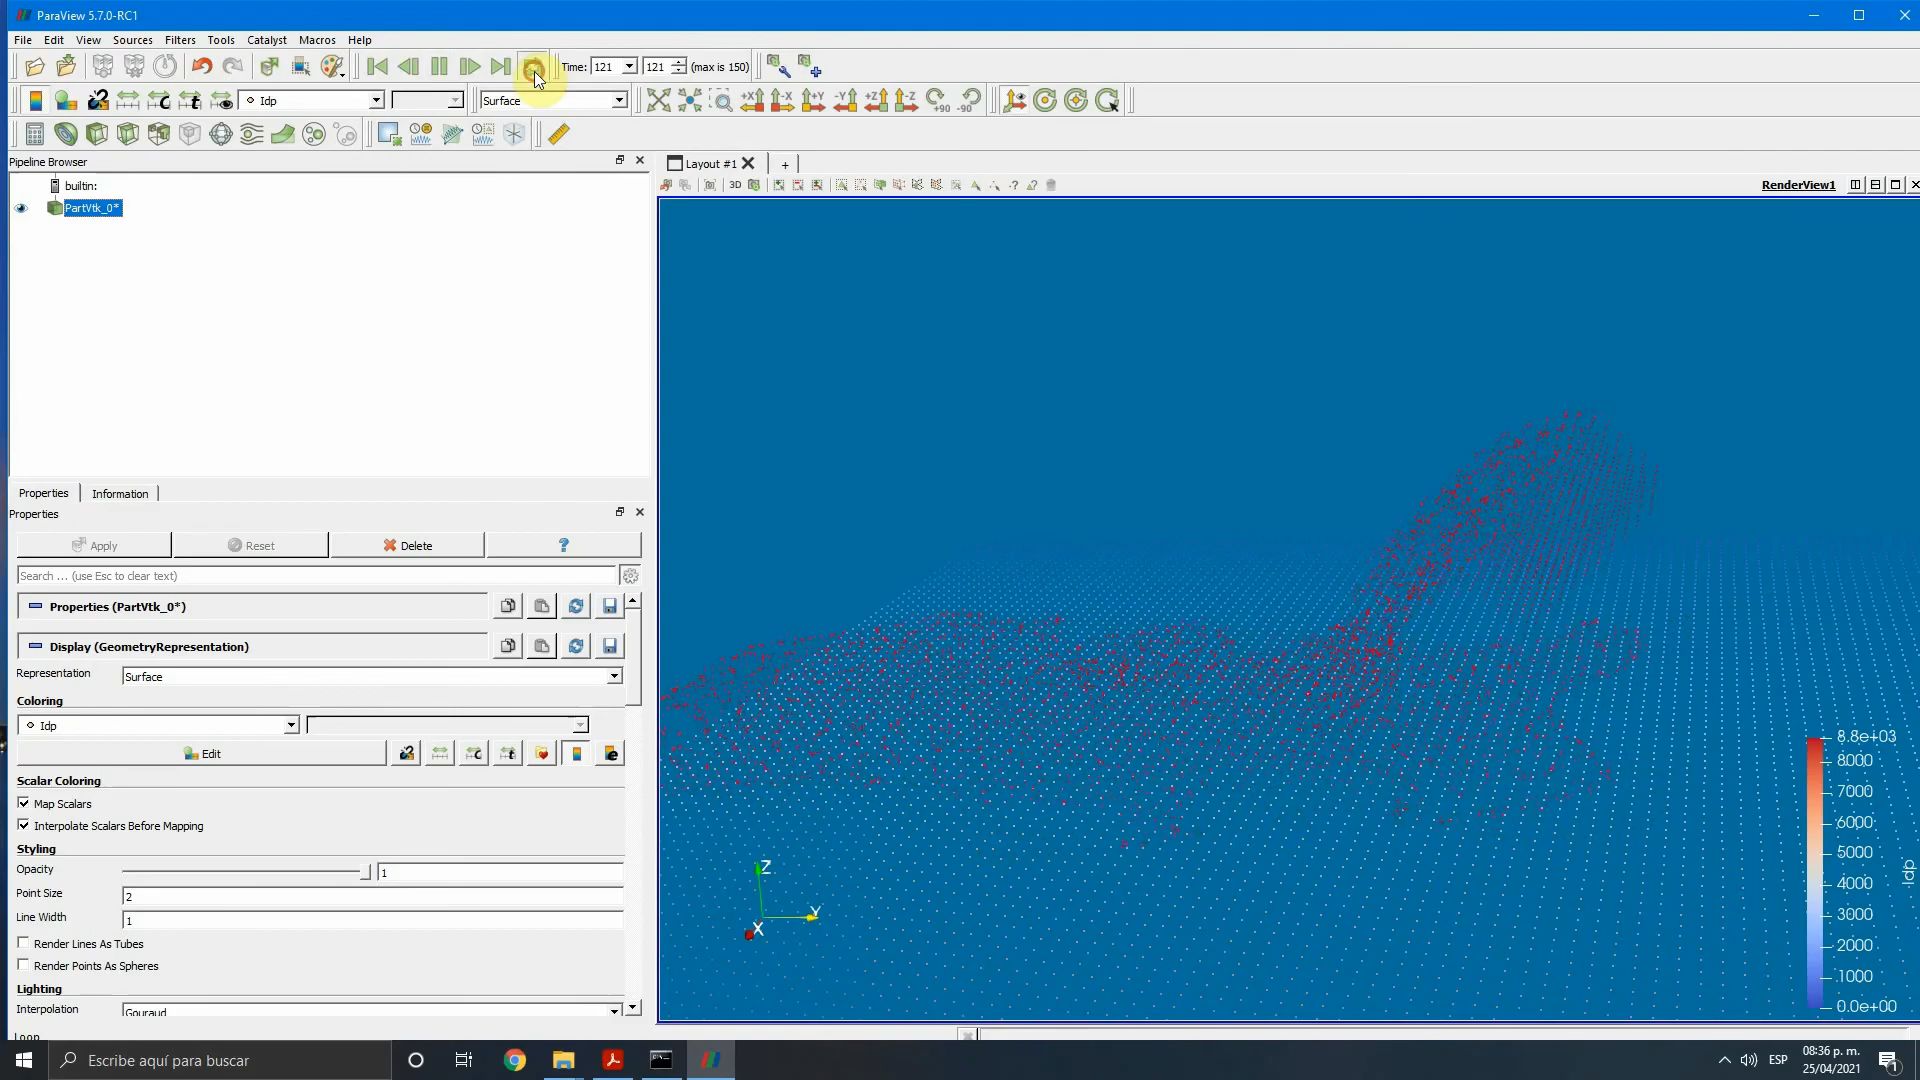 ParaView 5.7.0-RC1
File Edit View Sources Filters Tools Catalyst Macros Help
Time: 121 121 (max is 150)
Idp Surface +X -X +Y -Y +Z -Z +90 -90
Pipeline Browser
Layout #1 +
builtin:
3D RenderView1
PartVtk_0*
Properties Information
Properties
Apply Reset Delete ?
Search ... (use Esc to clear text)
Properties (PartVtk_0*)
Display (GeometryRepresentation)
Representation Surface
Coloring
Idp
Edit
Scalar Coloring
Map Scalars
Interpolate Scalars Before Mapping
Styling
Opacity 1
Point Size 2
Line Width 1
Render Lines As Tubes
Render Points As Spheres
Lighting
Interpolation Gouraud
Loop
Z
Y
X
8.8e+03
8000
7000
6000
5000
4000
3000
2000
1000
0.0e+00
Idp
Escribe aquí para buscar
ESP
08:36 p. m.
25/04/2021
1